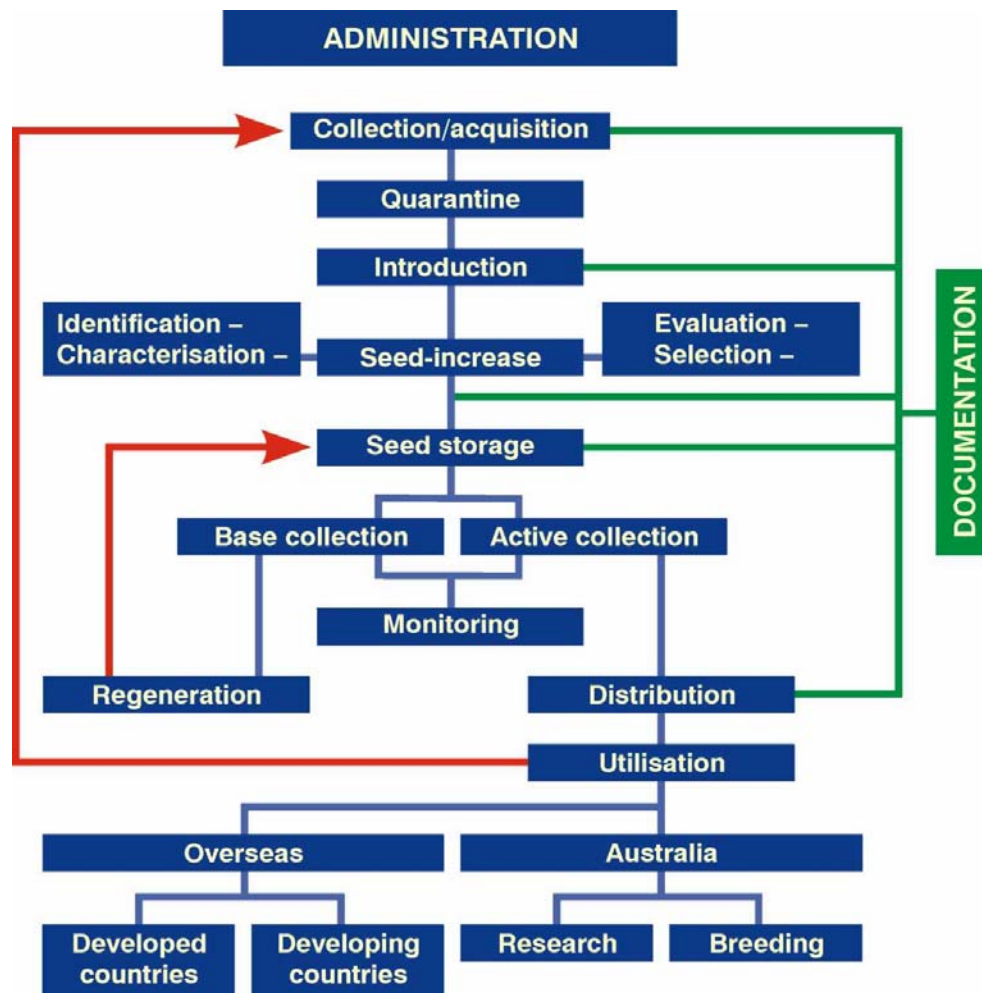 ADMINISTRATION
Collection/acquisition
Quarantine
Introduction
Identification –
Characterisation –
Seed-increase
Evaluation –
Selection –
Seed storage
Base collection
Active collection
Monitoring
Regeneration
Distribution
Utilisation
Overseas
Australia
Developed
countries
Developing
countries
Research
Breeding
DOCUMENTATION